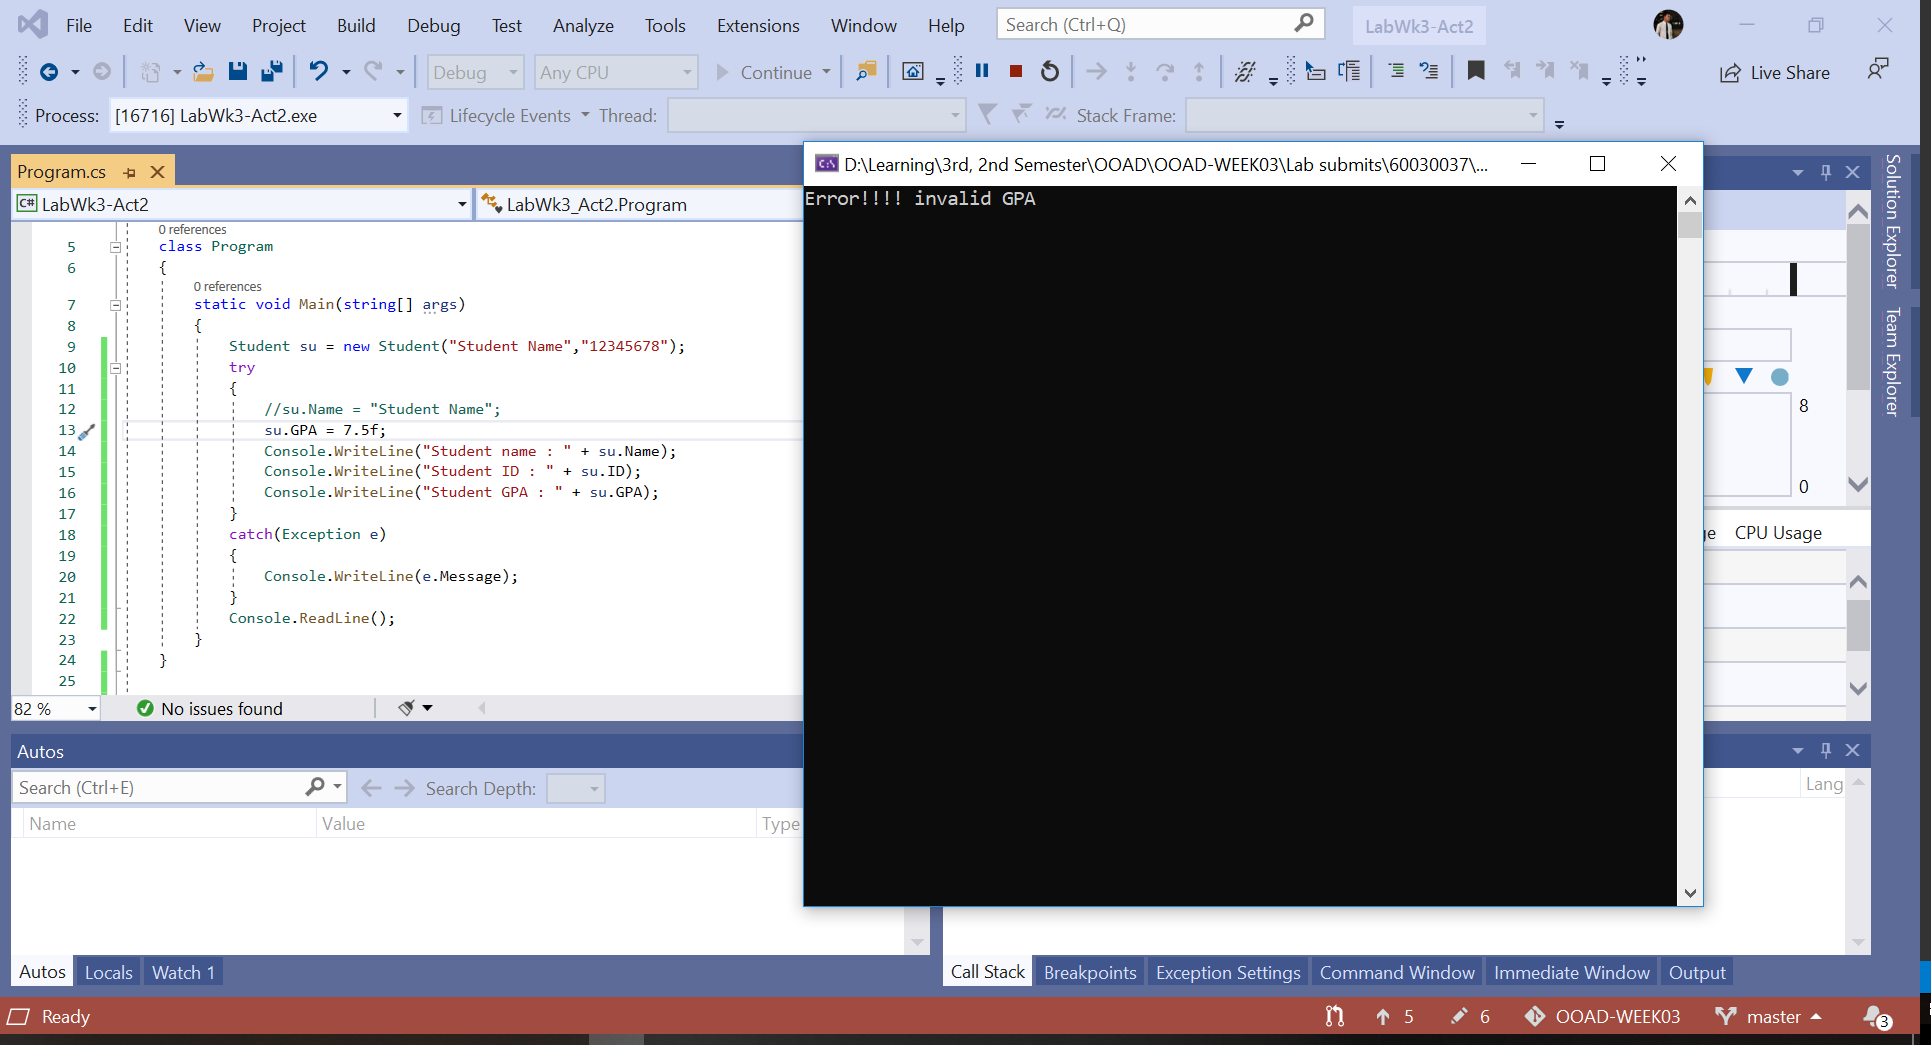 File Edit View Project Build Debug Test Analyze Tools Extensions Window Help Search (Ctrl+Q) LabWk3-Act2
Debug Any CPU Continue Live Share
Process: [16716] LabWk3-Act2.exe Lifecycle Events Thread: Stack Frame:
Program.cs
C# LabWk3-Act2 LabWk3_Act2.Program
0 references
5 class Program
6 {
0 references
7 static void Main(string[] args)
8 {
9 Student su = new Student("Student Name","12345678");
10 try
11 {
12 //su.Name = "Student Name";
13 su.GPA = 7.5f;
14 Console.WriteLine("Student name : " + su.Name);
15 Console.WriteLine("Student ID : " + su.ID);
16 Console.WriteLine("Student GPA : " + su.GPA);
17 }
18 catch(Exception e)
19 {
20 Console.WriteLine(e.Message);
21 }
22 Console.ReadLine();
23 }
24 }
25
82 % No issues found
C:\ D:\Learning\3rd, 2nd Semester\OOAD\OOAD-WEEK03\Lab submits\60030037\...
Error!!!! invalid GPA
Solution Explorer
Team Explorer
8
0
CPU Usage
Autos
Search (Ctrl+E) Search Depth:
Name Value Type
Lang
Autos Locals Watch 1
Call Stack Breakpoints Exception Settings Command Window Immediate Window Output
Ready 5 6 OOAD-WEEK03 master 3